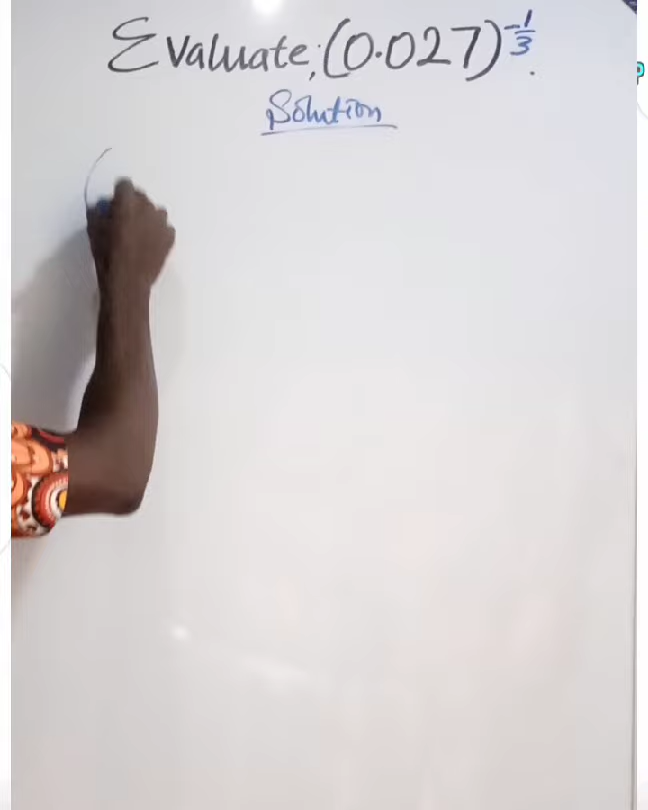 Evaluate; (0.027)^-1/3.
Solution
(